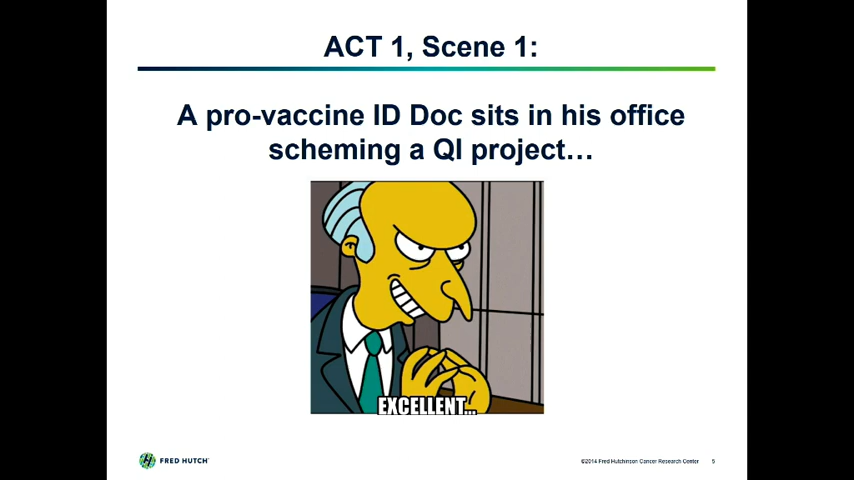 ACT 1, Scene 1:
A pro-vaccine ID Doc sits in his office
scheming a QI project…
EXCELLENT...
FRED HUTCH
©2014 Fred Hutchinson Cancer Research Center 5